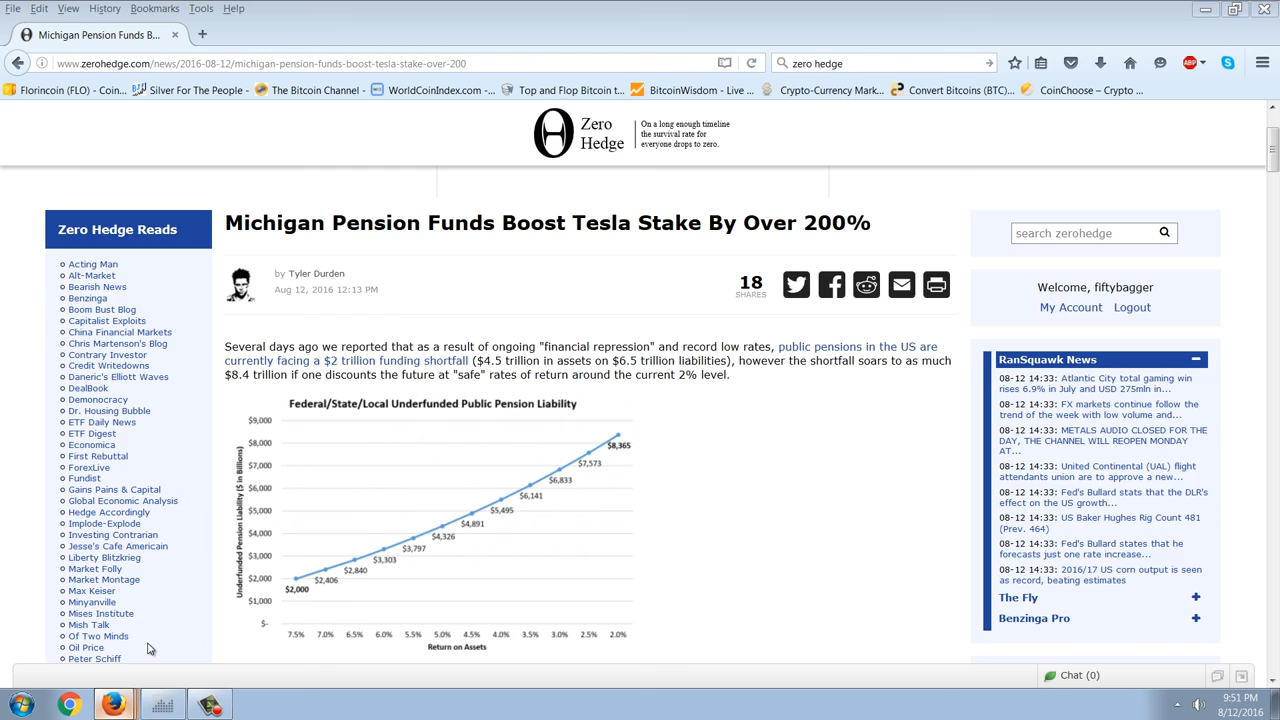 File Edit View History Bookmarks Tools Help
Michigan Pension Funds B...
www.zerohedge.com/news/2016-08-12/michigan-pension-funds-boost-tesla-stake-over-200
zero hedge
ABP
Florincoin (FLO) - Coin...
Silver For The People - ...
The Bitcoin Channel - ...
WorldCoinIndex.com -...
Top and Flop Bitcoin t...
BitcoinWisdom - Live ...
Crypto-Currency Mark...
Convert Bitcoins (BTC)...
CoinChoose – Crypto ...
Zero
Hedge
On a long enough timeline
the survival rate for
everyone drops to zero.
Zero Hedge Reads
Acting Man
Alt-Market
Bearish News
Benzinga
Boom Bust Blog
Capitalist Exploits
China Financial Markets
Chris Martenson's Blog
Contrary Investor
Credit Writedowns
Daneric's Elliott Waves
DealBook
Demonocracy
Dr. Housing Bubble
ETF Daily News
ETF Digest
Economica
First Rebuttal
ForexLive
Fundist
Gains Pains & Capital
Global Economic Analysis
Hedge Accordingly
Implode-Explode
Investing Contrarian
Jesse's Cafe Americain
Liberty Blitzkrieg
Market Folly
Market Montage
Max Keiser
Minyanville
Mises Institute
Mish Talk
Of Two Minds
Oil Price
Peter Schiff
Michigan Pension Funds Boost Tesla Stake By Over 200%
by Tyler Durden
Aug 12, 2016 12:13 PM
18
SHARES
Several days ago we reported that as a result of ongoing "financial repression" and record low rates, public pensions in the US are
currently facing a $2 trillion funding shortfall ($4.5 trillion in assets on $6.5 trillion liabilities), however the shortfall soars to as much
$8.4 trillion if one discounts the future at "safe" rates of return around the current 2% level.
Federal/State/Local Underfunded Public Pension Liability
Underfunded Pension Liability ($ in Billions)
$9,000
$8,000
$7,000
$6,000
$5,000
$4,000
$3,000
$2,000
$1,000
$-
$2,000
$2,406
$2,840
$3,303
$3,797
$4,326
$4,891
$5,495
$6,141
$6,833
$7,573
$8,365
7.5% 7.0% 6.5% 6.0% 5.5% 5.0% 4.5% 4.0% 3.5% 3.0% 2.5% 2.0%
Return on Assets
search zerohedge
Welcome, fiftybagger
My Account Logout
RanSquawk News
08-12 14:33: Atlantic City total gaming win
rises 6.9% in July and USD 275mln in...
08-12 14:33: FX markets continue follow the
trend of the week with low volume and...
08-12 14:33: METALS AUDIO CLOSED FOR THE
DAY, THE CHANNEL WILL REOPEN MONDAY
AT...
08-12 14:33: United Continental (UAL) flight
attendants union are to approve a new...
08-12 14:33: Fed's Bullard stats that the DLR's
effect on the US growth...
08-12 14:33: US Baker Hughes Rig Count 481
(Prev. 464)
08-12 14:33: Fed's Bullard states that he
forecasts just one rate increase...
08-12 14:33: 2016/17 US corn output is seen
as record, beating estimates
The Fly
Benzinga Pro
Chat (0)
9:51 PM
8/12/2016